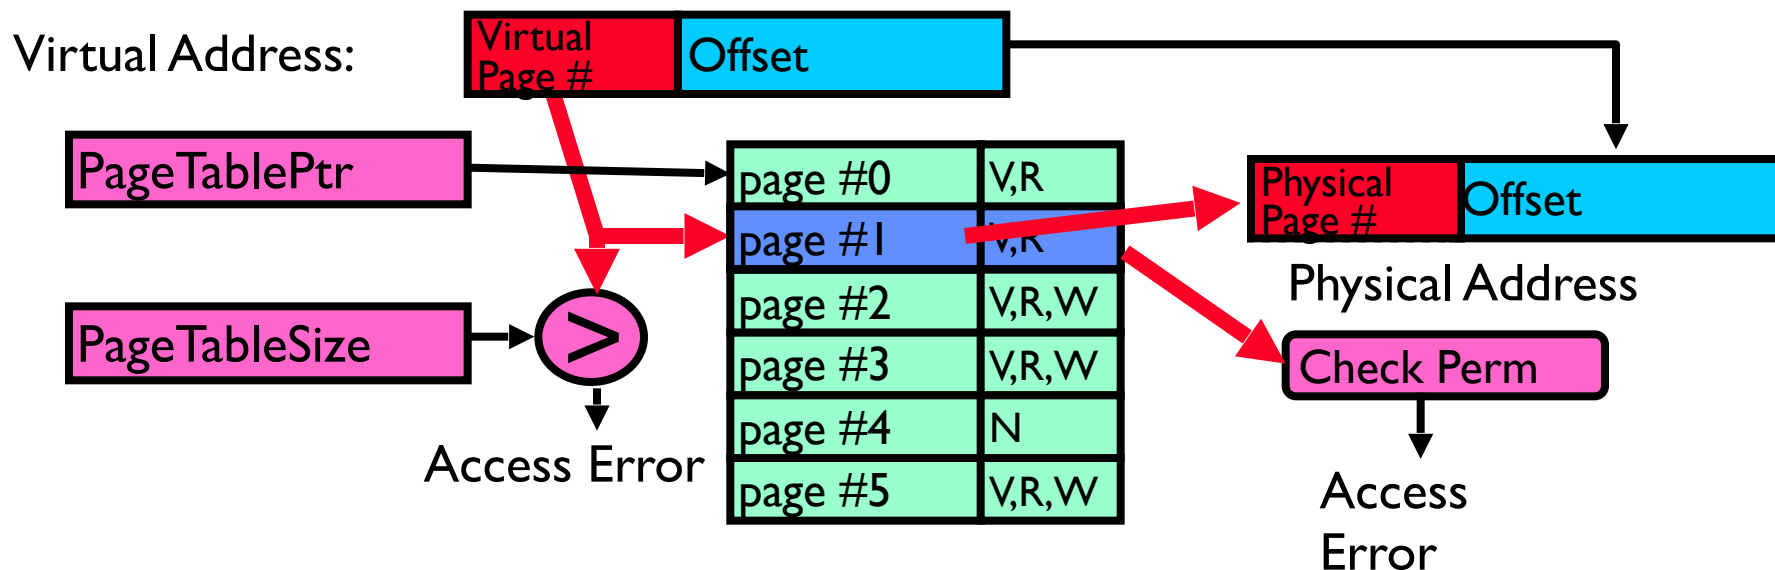 Virtual Address:
Virtual
Page #
Offset
PageTablePtr
PageTableSize
>
Access Error
page #0 V,R
page #1 V,R
page #2 V,R,W
page #3 V,R,W
page #4 N
page #5 V,R,W
Physical
Page #
Offset
Physical Address
Check Perm
Access
Error